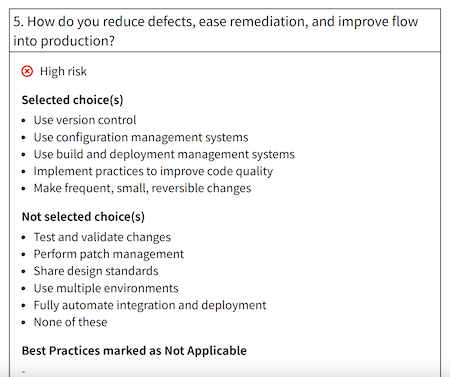 5. How do you reduce defects, ease remediation, and improve flow
into production?
High risk
Selected choice(s)
• Use version control
• Use configuration management systems
• Use build and deployment management systems
• Implement practices to improve code quality
• Make frequent, small, reversible changes
Not selected choice(s)
• Test and validate changes
• Perform patch management
• Share design standards
• Use multiple environments
• Fully automate integration and deployment
• None of these
Best Practices marked as Not Applicable
-